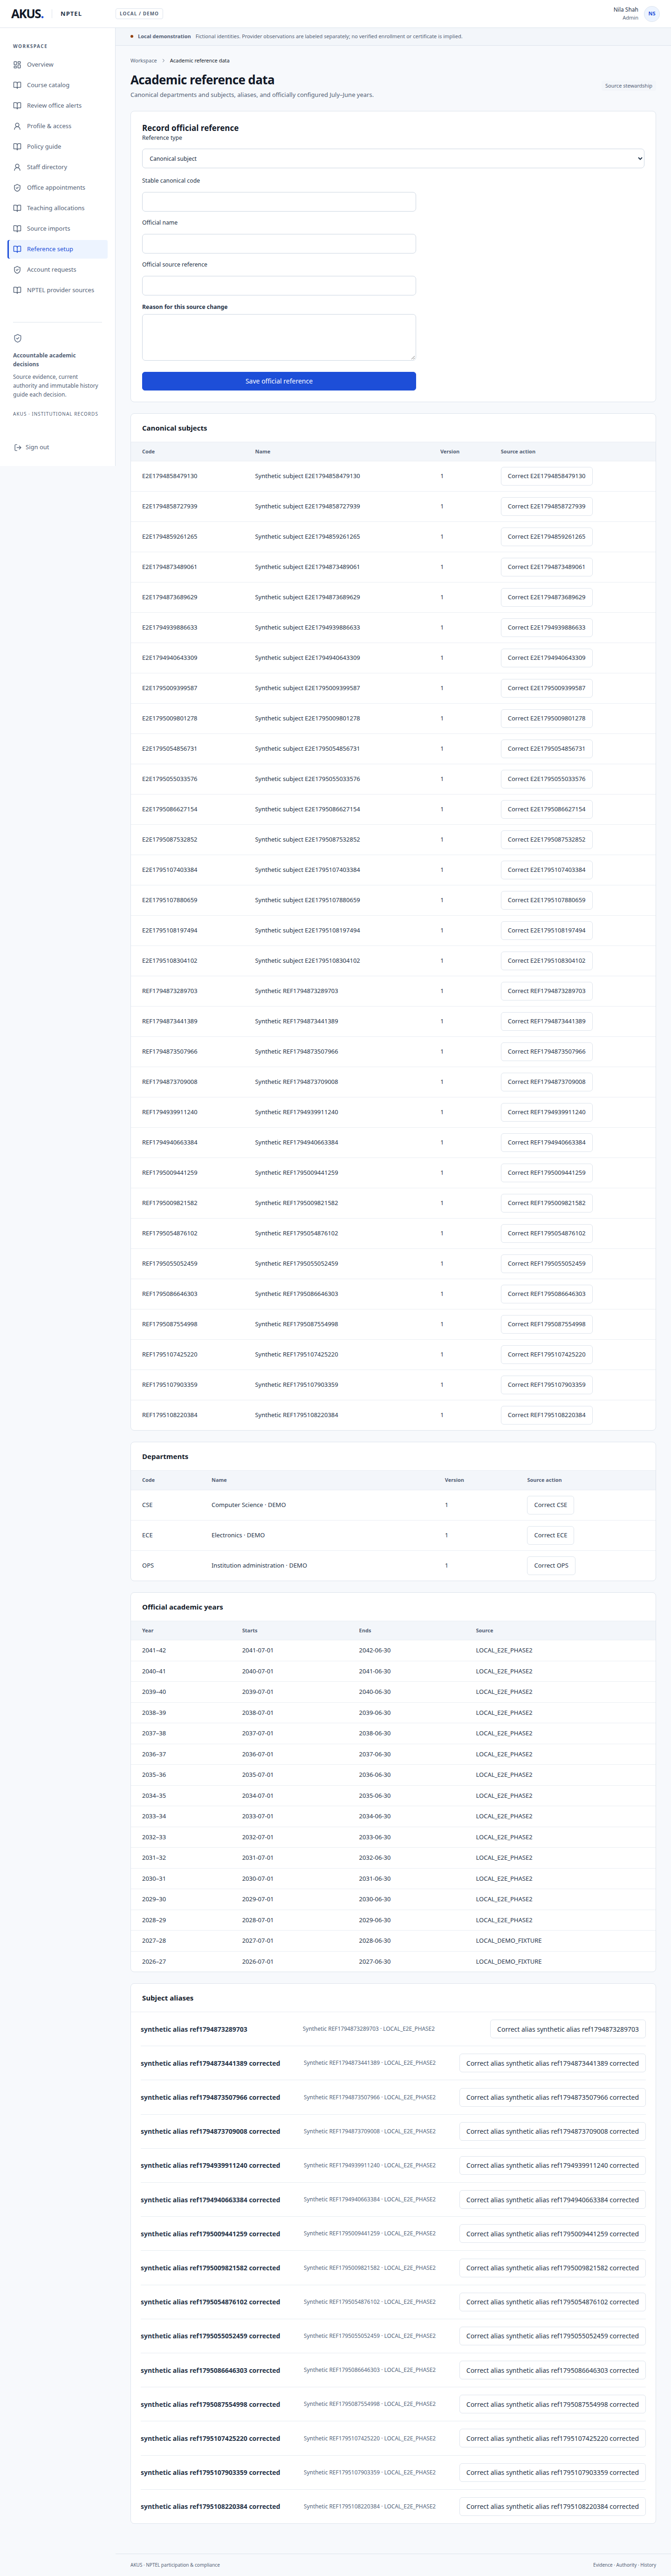 AKUS.
NPTEL
LOCAL / DEMO
Nila Shah
Admin
NS
WORKSPACE
Overview
Course catalog
Review office alerts
Profile & access
Policy guide
Staff directory
Office appointments
Teaching allocations
Source imports
Reference setup
Account requests
NPTEL provider sources
Accountable academic
decisions
Source evidence, current
authority and immutable history
guide each decision.
AKUS · INSTITUTIONAL RECORDS
Sign out
Local demonstration Fictional identities. Provider observations are labeled separately; no verified enrollment or certificate is implied.
Workspace > Academic reference data
Academic reference data
Canonical departments and subjects, aliases, and officially configured July–June years.
Source stewardship
Record official reference
Reference type
Canonical subject
Stable canonical code
Official name
Official source reference
Reason for this source change
Save official reference
Canonical subjects
Code Name Version Source action
E2E1794858479130 Synthetic subject E2E1794858479130 1 Correct E2E1794858479130
E2E1794858727939 Synthetic subject E2E1794858727939 1 Correct E2E1794858727939
E2E1794859261265 Synthetic subject E2E1794859261265 1 Correct E2E1794859261265
E2E1794873489061 Synthetic subject E2E1794873489061 1 Correct E2E1794873489061
E2E1794873689629 Synthetic subject E2E1794873689629 1 Correct E2E1794873689629
E2E1794939886633 Synthetic subject E2E1794939886633 1 Correct E2E1794939886633
E2E1794940643309 Synthetic subject E2E1794940643309 1 Correct E2E1794940643309
E2E1795009399587 Synthetic subject E2E1795009399587 1 Correct E2E1795009399587
E2E1795009801278 Synthetic subject E2E1795009801278 1 Correct E2E1795009801278
E2E1795054856731 Synthetic subject E2E1795054856731 1 Correct E2E1795054856731
E2E1795055033576 Synthetic subject E2E1795055033576 1 Correct E2E1795055033576
E2E1795086627154 Synthetic subject E2E1795086627154 1 Correct E2E1795086627154
E2E1795087532852 Synthetic subject E2E1795087532852 1 Correct E2E1795087532852
E2E1795107403384 Synthetic subject E2E1795107403384 1 Correct E2E1795107403384
E2E1795107880659 Synthetic subject E2E1795107880659 1 Correct E2E1795107880659
E2E1795108197494 Synthetic subject E2E1795108197494 1 Correct E2E1795108197494
E2E1795108304102 Synthetic subject E2E1795108304102 1 Correct E2E1795108304102
REF1794873289703 Synthetic REF1794873289703 1 Correct REF1794873289703
REF1794873441389 Synthetic REF1794873441389 1 Correct REF1794873441389
REF1794873507966 Synthetic REF1794873507966 1 Correct REF1794873507966
REF1794873709008 Synthetic REF1794873709008 1 Correct REF1794873709008
REF1794939911240 Synthetic REF1794939911240 1 Correct REF1794939911240
REF1794940663384 Synthetic REF1794940663384 1 Correct REF1794940663384
REF1795009441259 Synthetic REF1795009441259 1 Correct REF1795009441259
REF1795009821582 Synthetic REF1795009821582 1 Correct REF1795009821582
REF1795054876102 Synthetic REF1795054876102 1 Correct REF1795054876102
REF1795055052459 Synthetic REF1795055052459 1 Correct REF1795055052459
REF1795086646303 Synthetic REF1795086646303 1 Correct REF1795086646303
REF1795087554998 Synthetic REF1795087554998 1 Correct REF1795087554998
REF1795107425220 Synthetic REF1795107425220 1 Correct REF1795107425220
REF1795107903359 Synthetic REF1795107903359 1 Correct REF1795107903359
REF1795108220384 Synthetic REF1795108220384 1 Correct REF1795108220384
Departments
Code Name Version Source action
CSE Computer Science · DEMO 1 Correct CSE
ECE Electronics · DEMO 1 Correct ECE
OPS Institution administration · DEMO 1 Correct OPS
Official academic years
Year Starts Ends Source
2041–42 2041-07-01 2042-06-30 LOCAL_E2E_PHASE2
2040–41 2040-07-01 2041-06-30 LOCAL_E2E_PHASE2
2039–40 2039-07-01 2040-06-30 LOCAL_E2E_PHASE2
2038–39 2038-07-01 2039-06-30 LOCAL_E2E_PHASE2
2037–38 2037-07-01 2038-06-30 LOCAL_E2E_PHASE2
2036–37 2036-07-01 2037-06-30 LOCAL_E2E_PHASE2
2035–36 2035-07-01 2036-06-30 LOCAL_E2E_PHASE2
2034–35 2034-07-01 2035-06-30 LOCAL_E2E_PHASE2
2033–34 2033-07-01 2034-06-30 LOCAL_E2E_PHASE2
2032–33 2032-07-01 2033-06-30 LOCAL_E2E_PHASE2
2031–32 2031-07-01 2032-06-30 LOCAL_E2E_PHASE2
2030–31 2030-07-01 2031-06-30 LOCAL_E2E_PHASE2
2029–30 2029-07-01 2030-06-30 LOCAL_E2E_PHASE2
2028–29 2028-07-01 2029-06-30 LOCAL_E2E_PHASE2
2027–28 2027-07-01 2028-06-30 LOCAL_DEMO_FIXTURE
2026–27 2026-07-01 2027-06-30 LOCAL_DEMO_FIXTURE
Subject aliases
synthetic alias ref1794873289703 Synthetic REF1794873289703 · LOCAL_E2E_PHASE2 Correct alias synthetic alias ref1794873289703
synthetic alias ref1794873441389 corrected Synthetic REF1794873441389 · LOCAL_E2E_PHASE2 Correct alias synthetic alias ref1794873441389 corrected
synthetic alias ref1794873507966 corrected Synthetic REF1794873507966 · LOCAL_E2E_PHASE2 Correct alias synthetic alias ref1794873507966 corrected
synthetic alias ref1794873709008 corrected Synthetic REF1794873709008 · LOCAL_E2E_PHASE2 Correct alias synthetic alias ref1794873709008 corrected
synthetic alias ref1794939911240 corrected Synthetic REF1794939911240 · LOCAL_E2E_PHASE2 Correct alias synthetic alias ref1794939911240 corrected
synthetic alias ref1794940663384 corrected Synthetic REF1794940663384 · LOCAL_E2E_PHASE2 Correct alias synthetic alias ref1794940663384 corrected
synthetic alias ref1795009441259 corrected Synthetic REF1795009441259 · LOCAL_E2E_PHASE2 Correct alias synthetic alias ref1795009441259 corrected
synthetic alias ref1795009821582 corrected Synthetic REF1795009821582 · LOCAL_E2E_PHASE2 Correct alias synthetic alias ref1795009821582 corrected
synthetic alias ref1795054876102 corrected Synthetic REF1795054876102 · LOCAL_E2E_PHASE2 Correct alias synthetic alias ref1795054876102 corrected
synthetic alias ref1795055052459 corrected Synthetic REF1795055052459 · LOCAL_E2E_PHASE2 Correct alias synthetic alias ref1795055052459 corrected
synthetic alias ref1795086646303 corrected Synthetic REF1795086646303 · LOCAL_E2E_PHASE2 Correct alias synthetic alias ref1795086646303 corrected
synthetic alias ref1795087554998 corrected Synthetic REF1795087554998 · LOCAL_E2E_PHASE2 Correct alias synthetic alias ref1795087554998 corrected
synthetic alias ref1795107425220 corrected Synthetic REF1795107425220 · LOCAL_E2E_PHASE2 Correct alias synthetic alias ref1795107425220 corrected
synthetic alias ref1795107903359 corrected Synthetic REF1795107903359 · LOCAL_E2E_PHASE2 Correct alias synthetic alias ref1795107903359 corrected
synthetic alias ref1795108220384 corrected Synthetic REF1795108220384 · LOCAL_E2E_PHASE2 Correct alias synthetic alias ref1795108220384 corrected
AKUS · NPTEL participation & compliance
Evidence · Authority · History